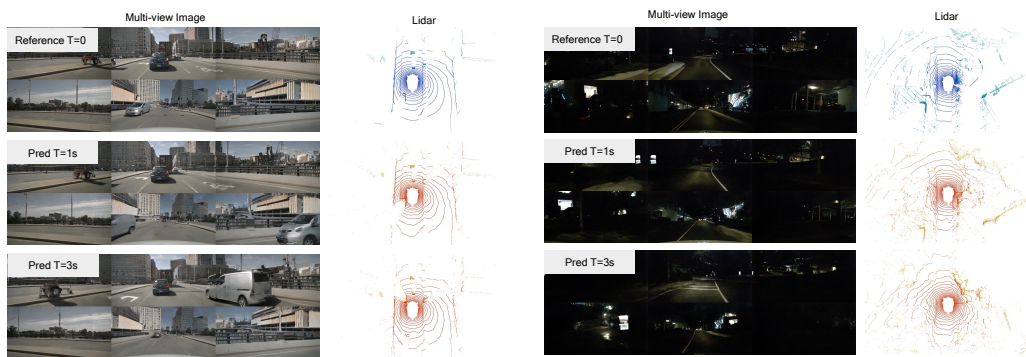 Multi-view Image
Lidar
Reference T=0
Pred T=1s
Pred T=3s
Multi-view Image
Lidar
Reference T=0
Pred T=1s
Pred T=3s